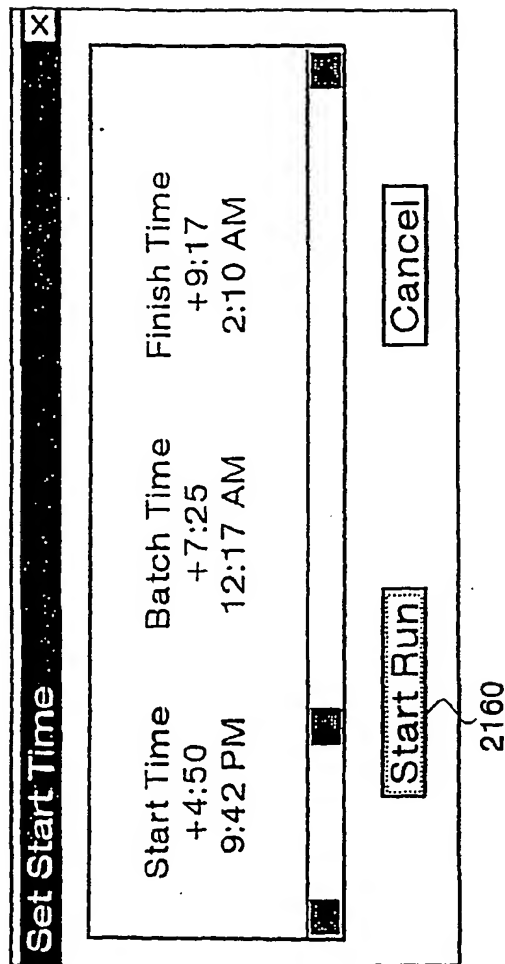 Set Start Time X
Start Time Batch Time Finish Time
+4:50 +7:25 +9:17
9:42 PM 12:17 AM 2:10 AM
Start Run Cancel
2160